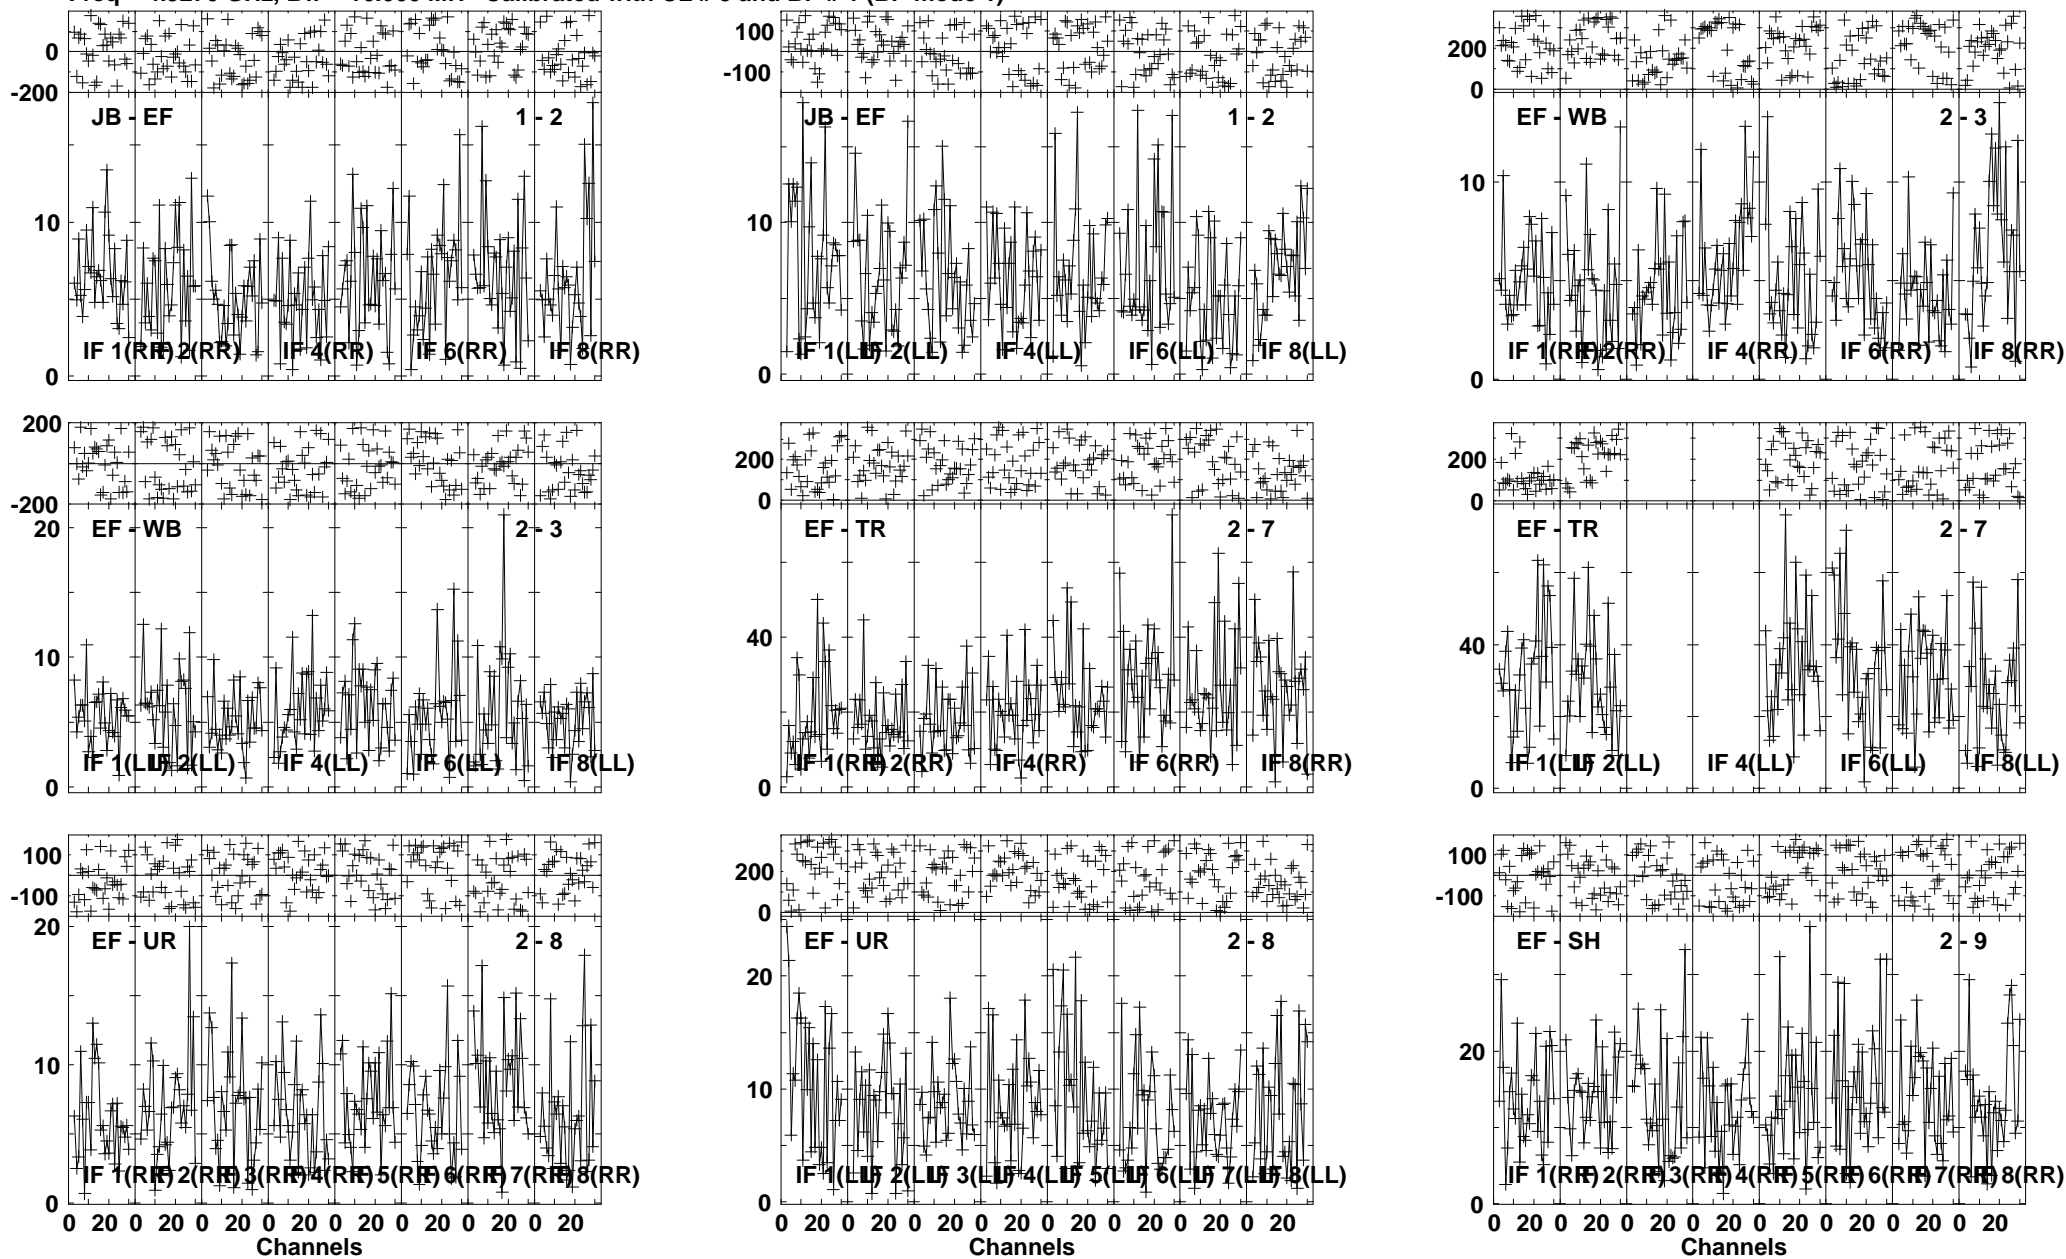 0
-200
JB - EF 1 - 2
10
0
IF 1(RR) IF 2(RR) IF 4(RR) IF 6(RR) IF 8(RR)
100
-100
JB - EF 1 - 2
10
0
IF 1(LL) IF 2(LL) IF 4(LL) IF 6(LL) IF 8(LL)
200
0
EF - WB 2 - 3
10
0
IF 1(RR) IF 2(RR) IF 4(RR) IF 6(RR) IF 8(RR)
200
0
-200
EF - WB 2 - 3
20
10
0
IF 1(LL) IF 2(LL) IF 4(LL) IF 6(LL) IF 8(LL)
200
0
EF - TR 2 - 7
40
0
IF 1(RR) IF 2(RR) IF 4(RR) IF 6(RR) IF 8(RR)
200
0
EF - TR 2 - 7
40
0
IF 1(LL) IF 2(LL) IF 4(LL) IF 6(LL) IF 8(LL)
100
-100
EF - UR 2 - 8
20
10
0
IF 1(RR) IF 2(RR) IF 3(RR) IF 4(RR) IF 5(RR) IF 6(RR) IF 7(RR) IF 8(RR)
0 20 0 20 0 20 0 20 0 20 0 20 0 20 0 20
Channels
200
0
EF - UR 2 - 8
20
10
0
IF 1(LL) IF 2(LL) IF 3(LL) IF 4(LL) IF 5(LL) IF 6(LL) IF 7(LL) IF 8(LL)
0 20 0 20 0 20 0 20 0 20 0 20 0 20 0 20
Channels
100
-100
EF - SH 2 - 9
20
0
IF 1(RR) IF 2(RR) IF 3(RR) IF 4(RR) IF 5(RR) IF 6(RR) IF 7(RR) IF 8(RR)
0 20 0 20 0 20 0 20 0 20 0 20 0 20 0 20
Channels